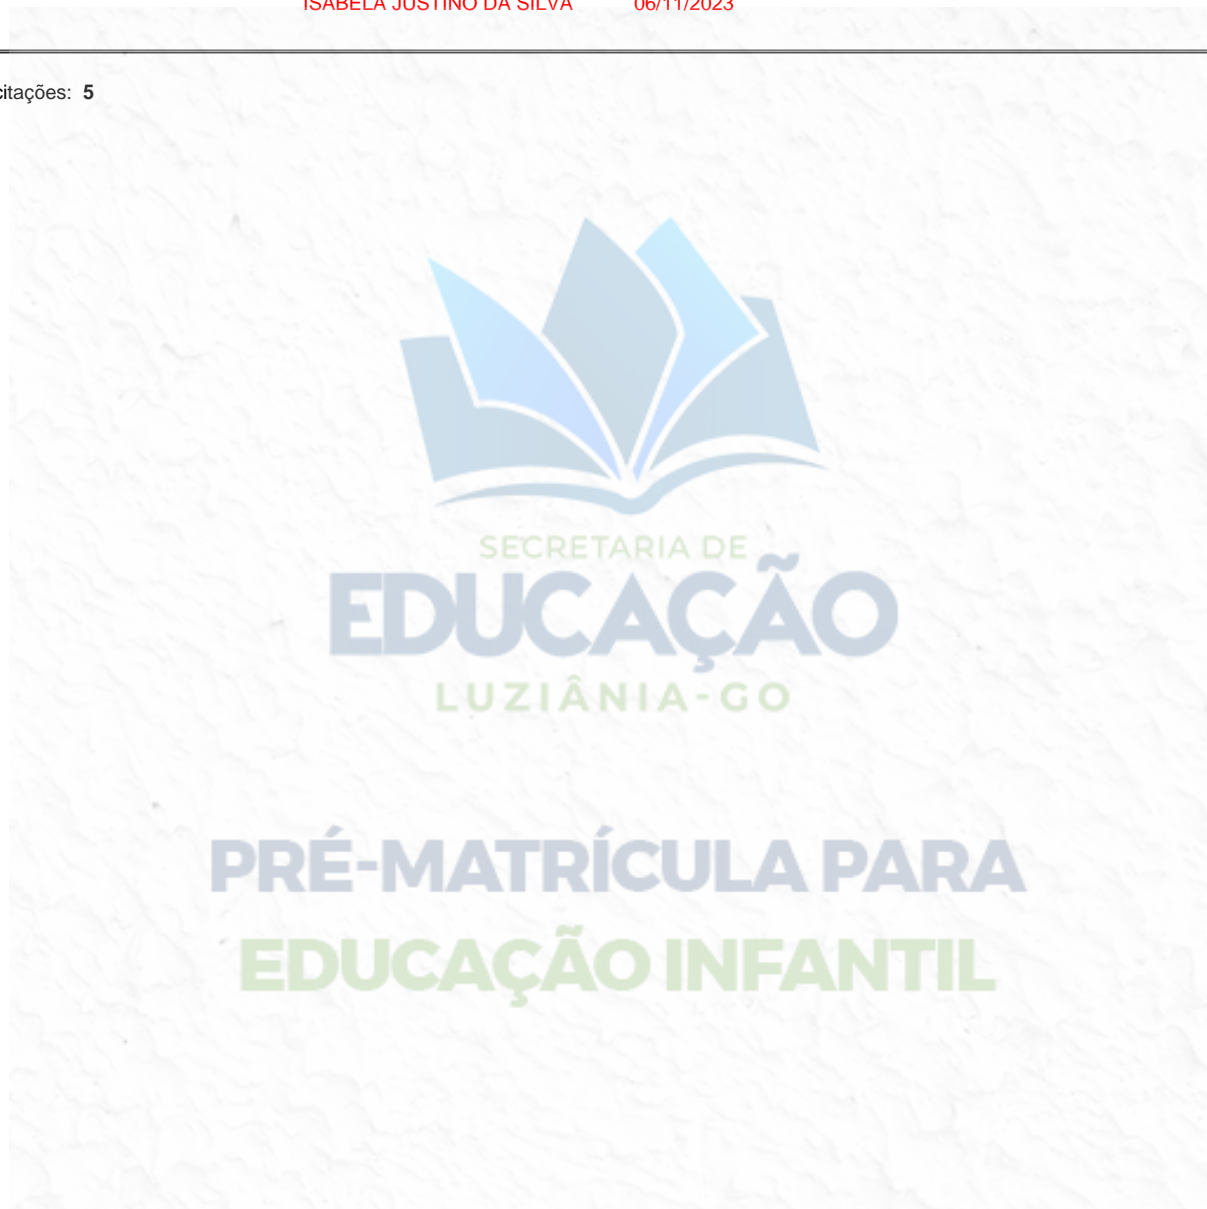 ISABELA JUSTINO DA SILVA 06/11/2023
citações: 5
SECRETARIA DE
EDUCAÇÃO
LUZIÂNIA-GO
PRÉ-MATRÍCULA PARA
EDUCAÇÃO INFANTIL